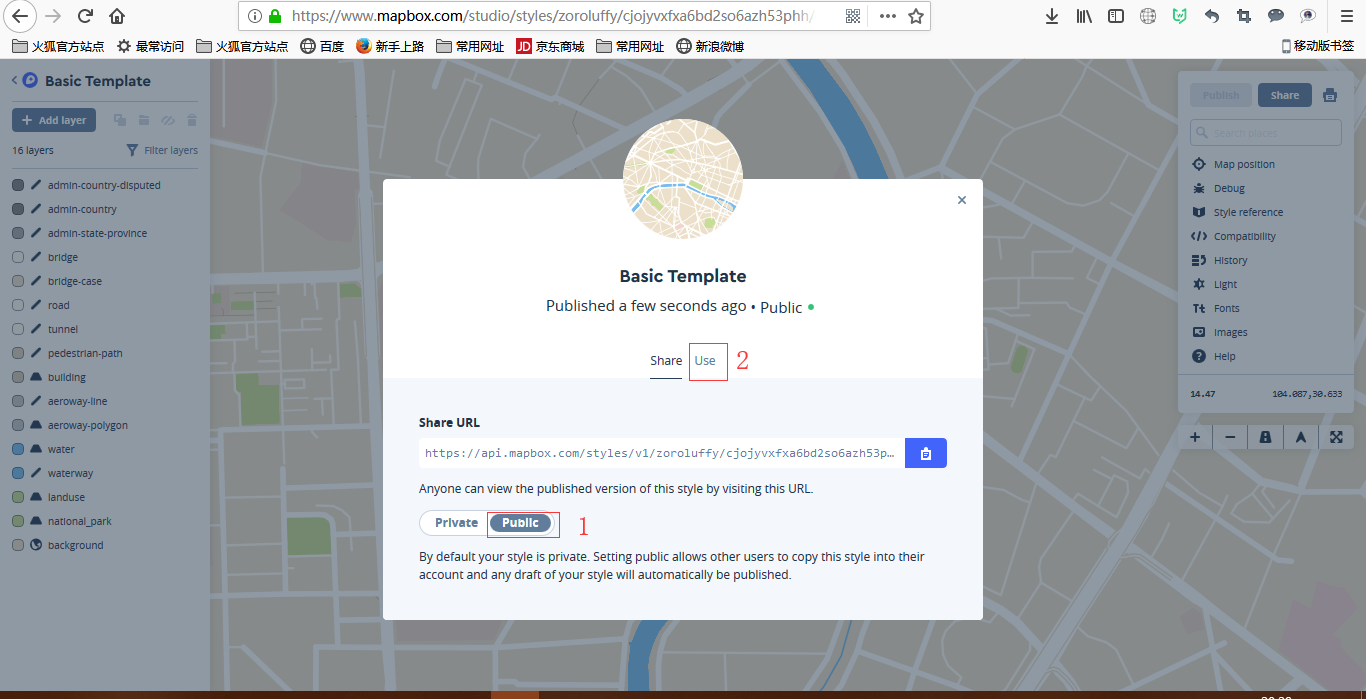 https://www.mapbox.com/studio/styles/zoroluffy/cjojyvxfxa6bd2so6azh53phh/
火狐官方站点 最常访问 火狐官方站点 百度 新手上路 常用网址 JD 京东商城 常用网址 新浪微博 移动版书签
Basic Template
Add layer
16 layers Filter layers
admin-country-disputed
admin-country
admin-state-province
bridge
bridge-case
road
tunnel
pedestrian-path
building
aeroway-line
aeroway-polygon
water
waterway
landuse
national_park
background
Basic Template
Published a few seconds ago • Public
Share Use 2
Share URL
https://api.mapbox.com/styles/v1/zoroluffy/cjojyvxfxa6bd2so6azh53p…
Anyone can view the published version of this style by visiting this URL.
Private Public 1
By default your style is private. Setting public allows other users to copy this style into their
account and any draft of your style will automatically be published.
Publish Share
Search places
Map position
Debug
Style reference
Compatibility
History
Light
Tt Fonts
Images
Help
14.47 104.087,30.633